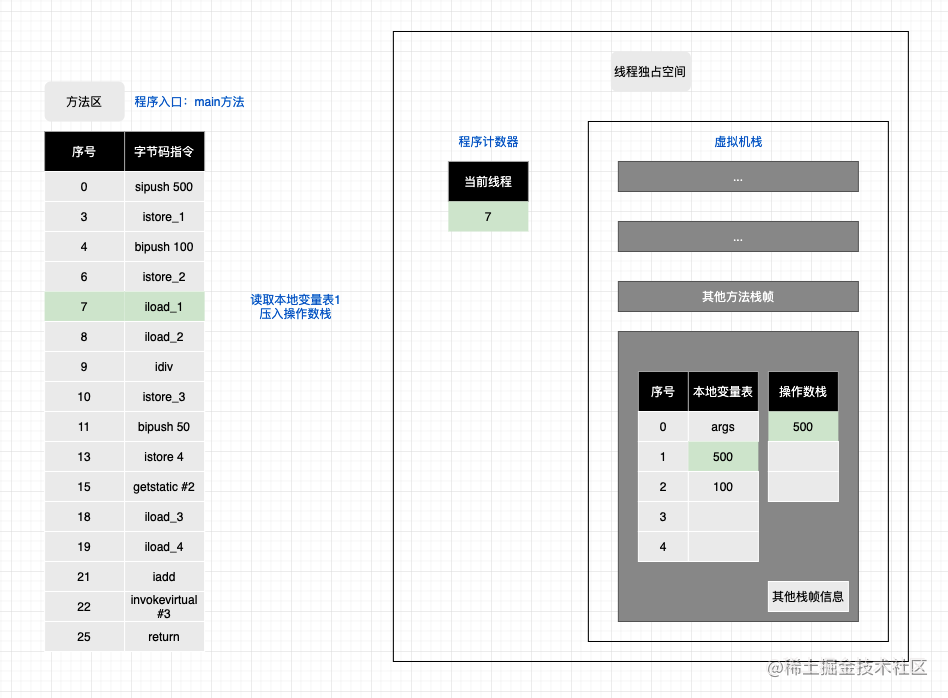 线程独占空间
方法区
程序入口：main方法
序号 字节码指令
0 sipush 500
3 istore_1
4 bipush 100
6 istore_2
7 iload_1
8 iload_2
9 idiv
10 istore_3
11 bipush 50
13 istore 4
15 getstatic #2
18 iload_3
19 iload_4
21 iadd
22 invokevirtual
#3
25 return
读取本地变量表1
压入操作数栈
程序计数器
当前线程
7
虚拟机栈
...
...
其他方法栈帧
序号 本地变量表
0 args
1 500
2 100
3
4
操作数栈
500
其他栈帧信息
@稀土掘金技术社区